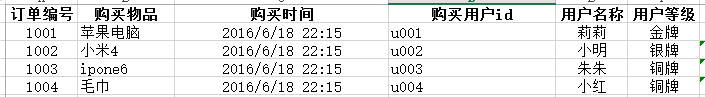 订单编号 购买物品 购买时间 购买用户id 用户名称 用户等级
1001 苹果电脑 2016/6/18 22:15 u001 莉莉 金牌
1002 小米4 2016/6/18 22:15 u002 小明 银牌
1003 ipone6 2016/6/18 22:15 u003 朱朱 铜牌
1004 毛巾 2016/6/18 22:15 u004 小红 铜牌